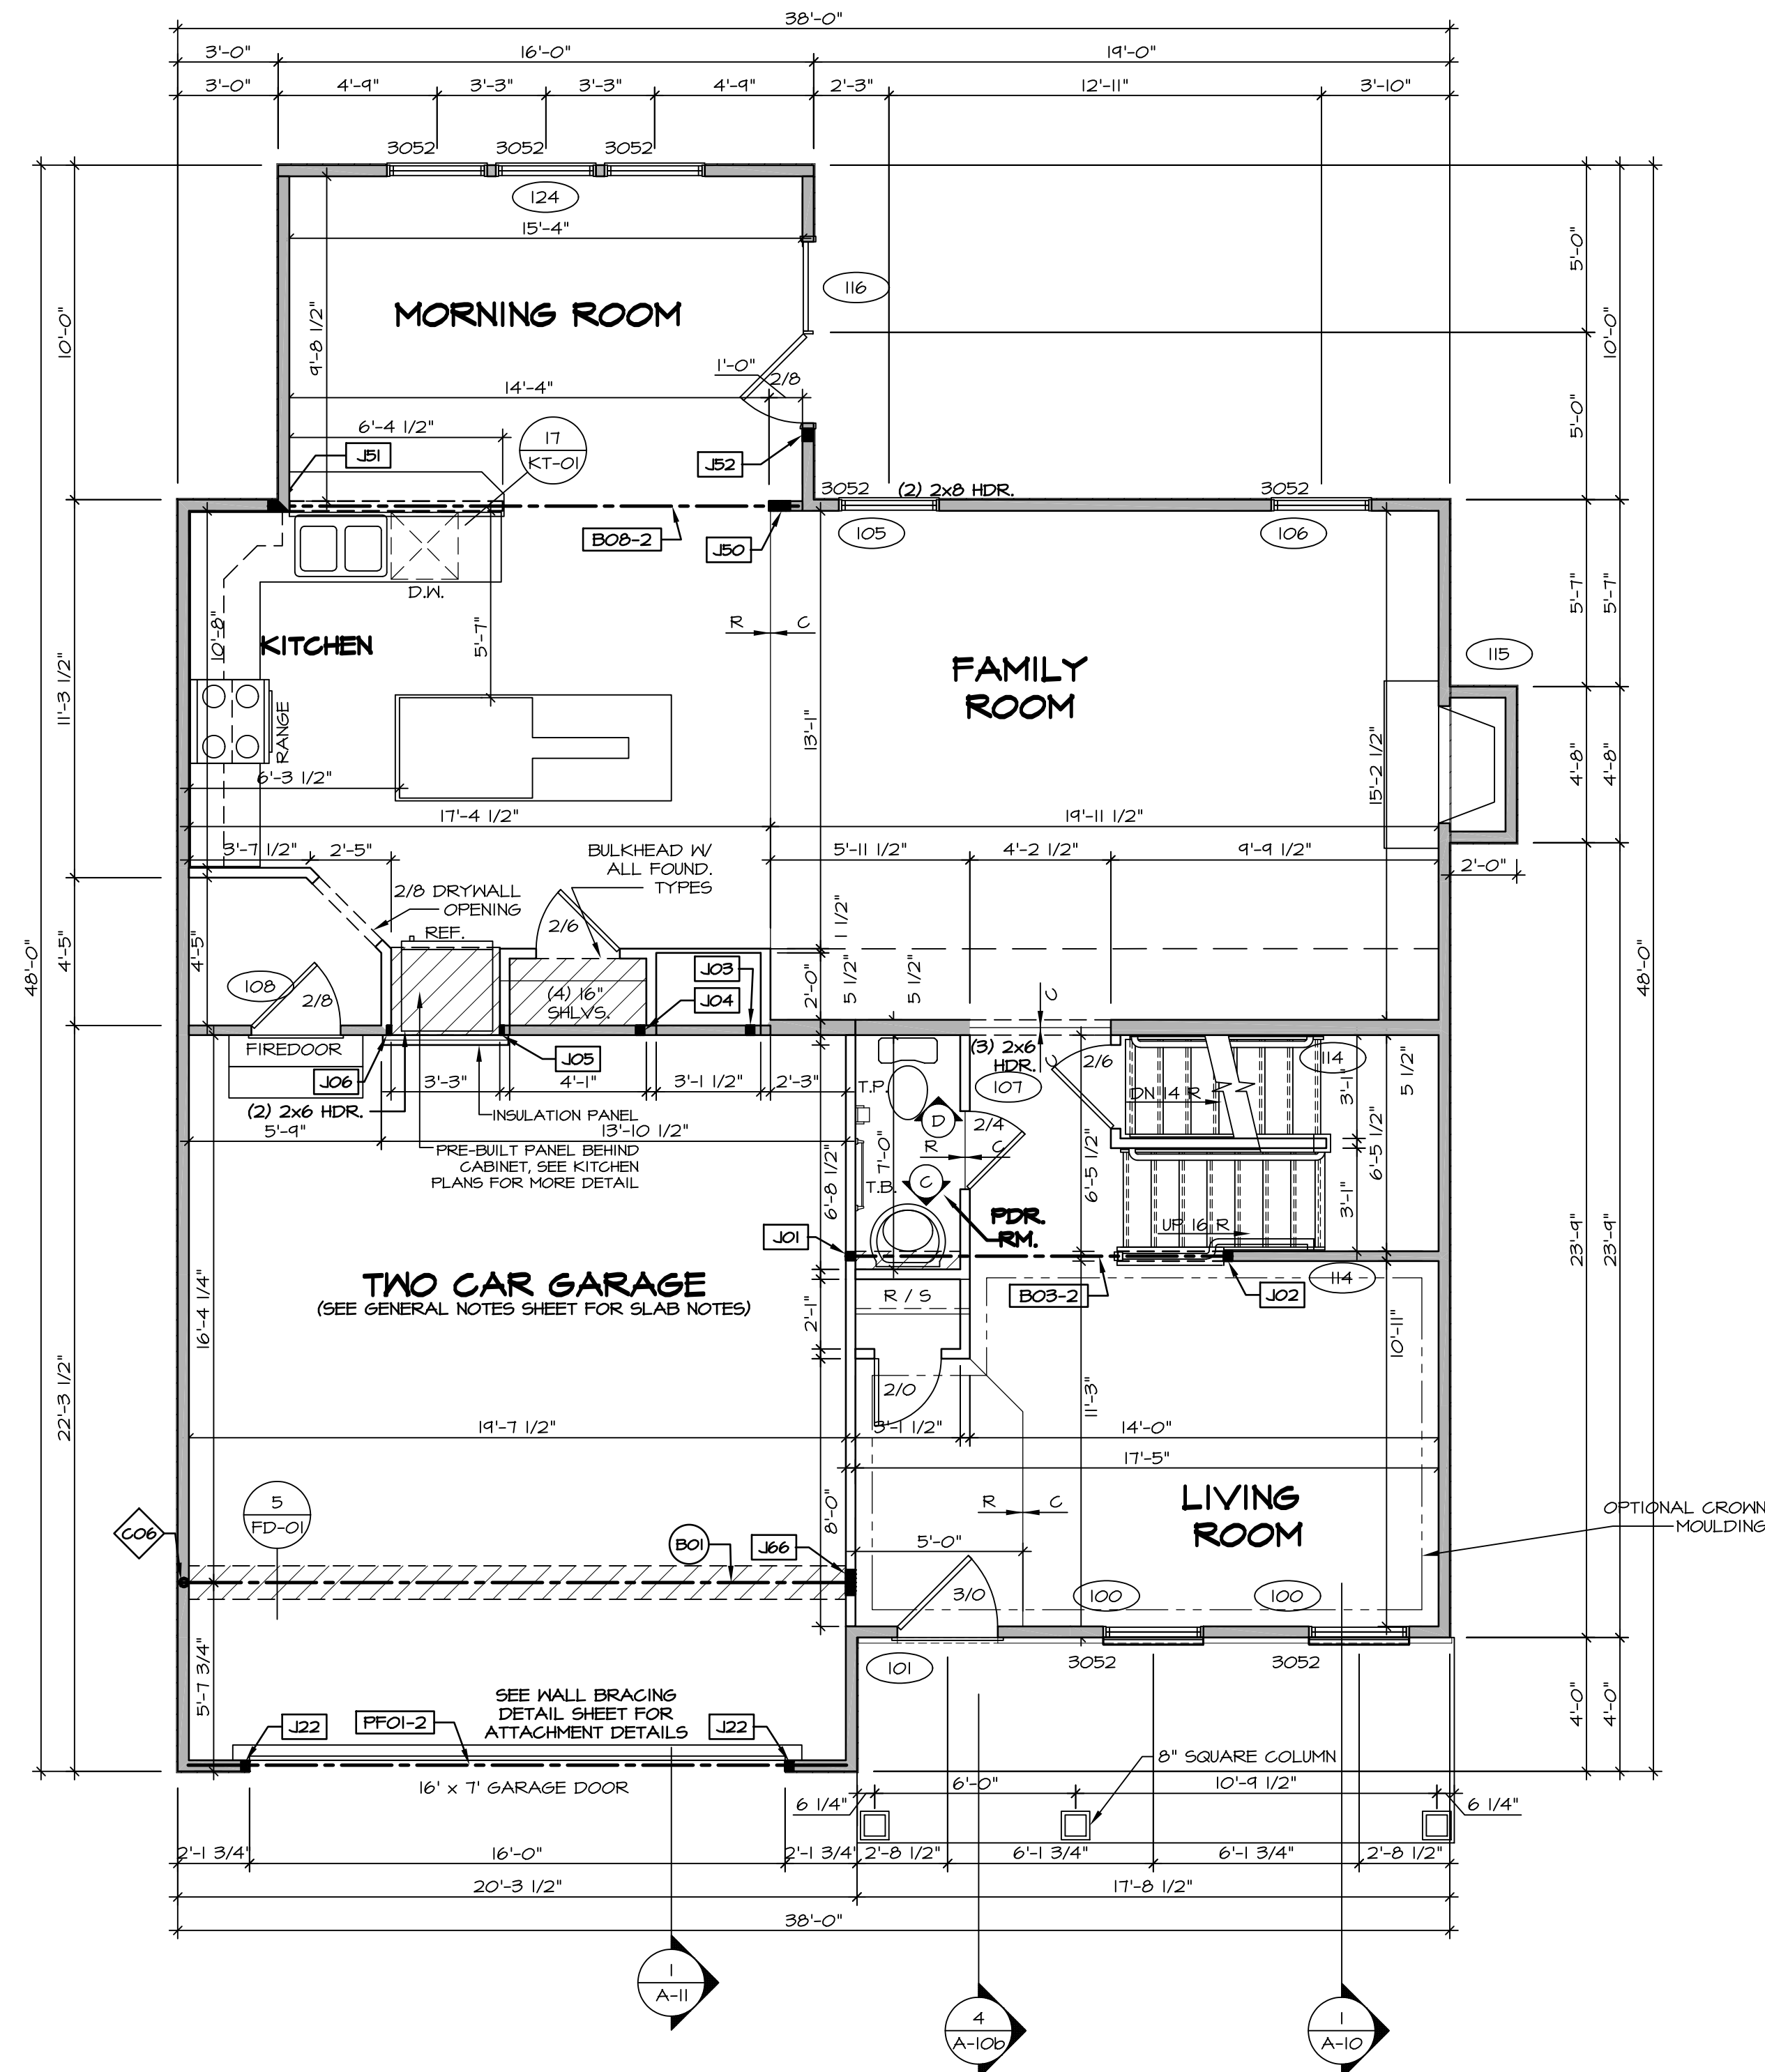 38'-0"
3'-0" 16'-0" 19'-0"
3'-0" 4'-9" 3'-3" 3'-3" 4'-9" 2'-3" 12'-11" 3'-10"
3052 3052 3052
124
15'-4"
5'-0"
116
10'-0"
MORNING ROOM
9'-8 1/2"
10'-0"
1'-0"
2/8
14'-4"
6'-4 1/2"
5'-0"
17
KT-01
J51
J52
3052 (2) 2x8 HDR. 3052
B08-2
J50
105
106
D.W.
R C
KITCHEN
10'-8"
5'-7"
5'-7"
5'-7"
115
FAMILY
ROOM
11'-3 1/2"
RANGE
13'-1"
15'-2 1/2"
4'-8"
4'-8"
6'-3 1/2"
17'-4 1/2"
19'-11 1/2"
3'-7 1/2" 2'-5"
BULKHEAD W/
ALL FOUND.
TYPES
5'-11 1/2" 4'-2 1/2" 9'-9 1/2"
2'-0"
2/8 DRYWALL
OPENING
2/6
REF.
1 1/2"
48'-0"
4'-5"
4'-5"
48'-0"
108
2/8
(4) 16"
SHLVS.
J03
J04
2'-0"
5 1/2"
5 1/2"
C
C
FIREDOOR
J06
J05
(3) 2x6
HDR.
2/6
114
3'-3" 4'-1" 3'-1 1/2" 2'-3"
T.P.
107
DN 14 R
3'-1"
5 1/2"
(2) 2x6 HDR.
INSULATION PANEL
5'-9"
13'-10 1/2"
D
2/4
PRE-BUILT PANEL BEHIND
CABINET, SEE KITCHEN
PLANS FOR MORE DETAIL
7'-0"
R C
6'-8 1/2"
T.B.
C
6'-5 1/2"
3'-1"
6'-5 1/2"
PDR.
RM.
UP 16 R
J01
23'-9"
23'-9"
TWO CAR GARAGE
(SEE GENERAL NOTES SHEET FOR SLAB NOTES)
16'-4 1/4"
R / S
2'-1"
B03-2
J02
114
10'-11"
22'-3 1/2"
2/0
11'-3"
19'-7 1/2"
3'-1 1/2"
14'-0"
17'-5"
LIVING
ROOM
5
FD-01
R C
OPTIONAL CROWN
MOULDING
C06
B01
J66
8'-0"
5'-0"
3/0
100
100
101
3052 3052
5'-7 3/4"
SEE WALL BRACING
DETAIL SHEET FOR
ATTACHMENT DETAILS
J22
PF01-2
J22
4'-0"
4'-0"
16' x 7' GARAGE DOOR
8" SQUARE COLUMN
6'-0" 10'-9 1/2"
6 1/4"
6 1/4"
2'-1 3/4" 16'-0" 2'-1 3/4" 2'-8 1/2" 6'-1 3/4" 6'-1 3/4" 2'-8 1/2"
20'-3 1/2" 17'-8 1/2"
38'-0"
1
A-11
4
A-10b
1
A-10